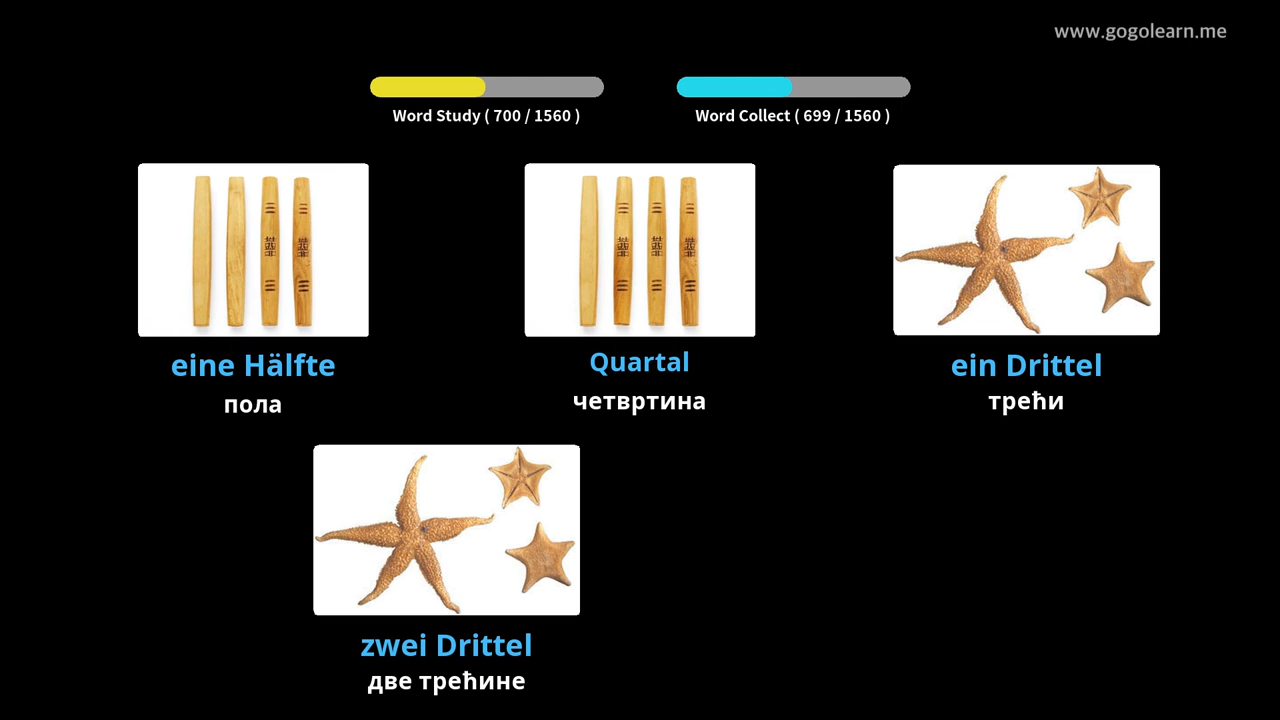 www.gogolearn.me
Word Study ( 700 / 1560 )
Word Collect ( 699 / 1560 )
eine Hälfte
пола
Quartal
четвртина
ein Drittel
трећи
zwei Drittel
две трећине